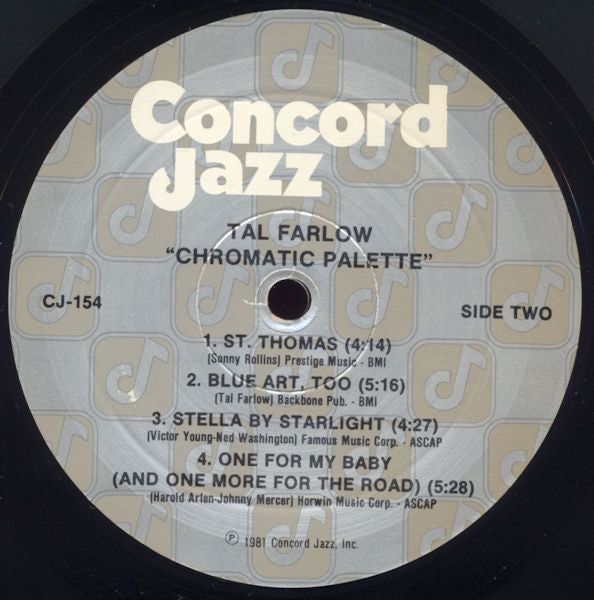 Concord
Jazz
TAL FARLOW
“CHROMATIC PALETTE”
CJ-154
SIDE TWO
1. ST. THOMAS (4:14)
(Sonny Rollins) Prestige Music - BMI
2. BLUE ART, TOO (5:16)
(Tal Farlow) Backbone Pub. - BMI
3. STELLA BY STARLIGHT (4:27)
(Victor Young-Ned Washington) Famous Music Corp. - ASCAP
4. ONE FOR MY BABY
(AND ONE MORE FOR THE ROAD) (5:28)
(Harold Arlen-Johnny Mercer) Horwin Music Corp. - ASCAP
℗ 1981 Concord Jazz, Inc.